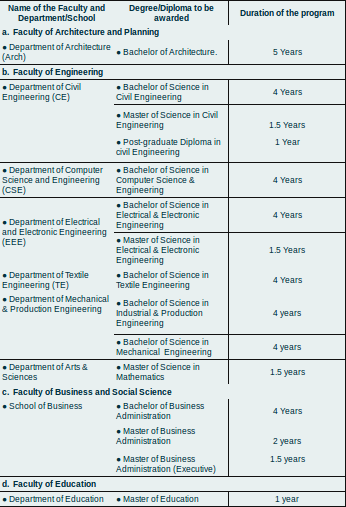 Name of the Faculty and Department/School
Degree/Diploma to be awarded
Duration of the program
a. Faculty of Architecture and Planning
● Department of Architecture (Arch)
● Bachelor of Architecture.
5 Years
b. Faculty of Engineering
● Department of Civil Engineering (CE)
● Bachelor of Science in Civil Engineering
4 Years
● Master of Science in Civil Engineering
1.5 Years
● Post-graduate Diploma in civil Engineering
1 Year
● Department of Computer Science and Engineering (CSE)
● Bachelor of Science in Computer Science & Engineering
4 Years
● Department of Electrical and Electronic Engineering (EEE)
● Bachelor of Science in Electrical & Electronic Engineering
4 Years
● Master of Science in Electrical & Electronic Engineering
1.5 Years
● Department of Textile Engineering (TE)
● Bachelor of Science in Textile Engineering
4 Years
● Department of Mechanical & Production Engineering
● Bachelor of Science in Industrial & Production Engineering
4 years
● Bachelor of Science in Mechanical Engineering
4 years
● Department of Arts & Sciences
● Master of Science in Mathematics
1.5 years
c. Faculty of Business and Social Science
● School of Business
● Bachelor of Business Administration
4 Years
● Master of Business Administration
2 years
● Master of Business Administration (Executive)
1.5 years
d. Faculty of Education
● Department of Education
● Master of Education
1 year